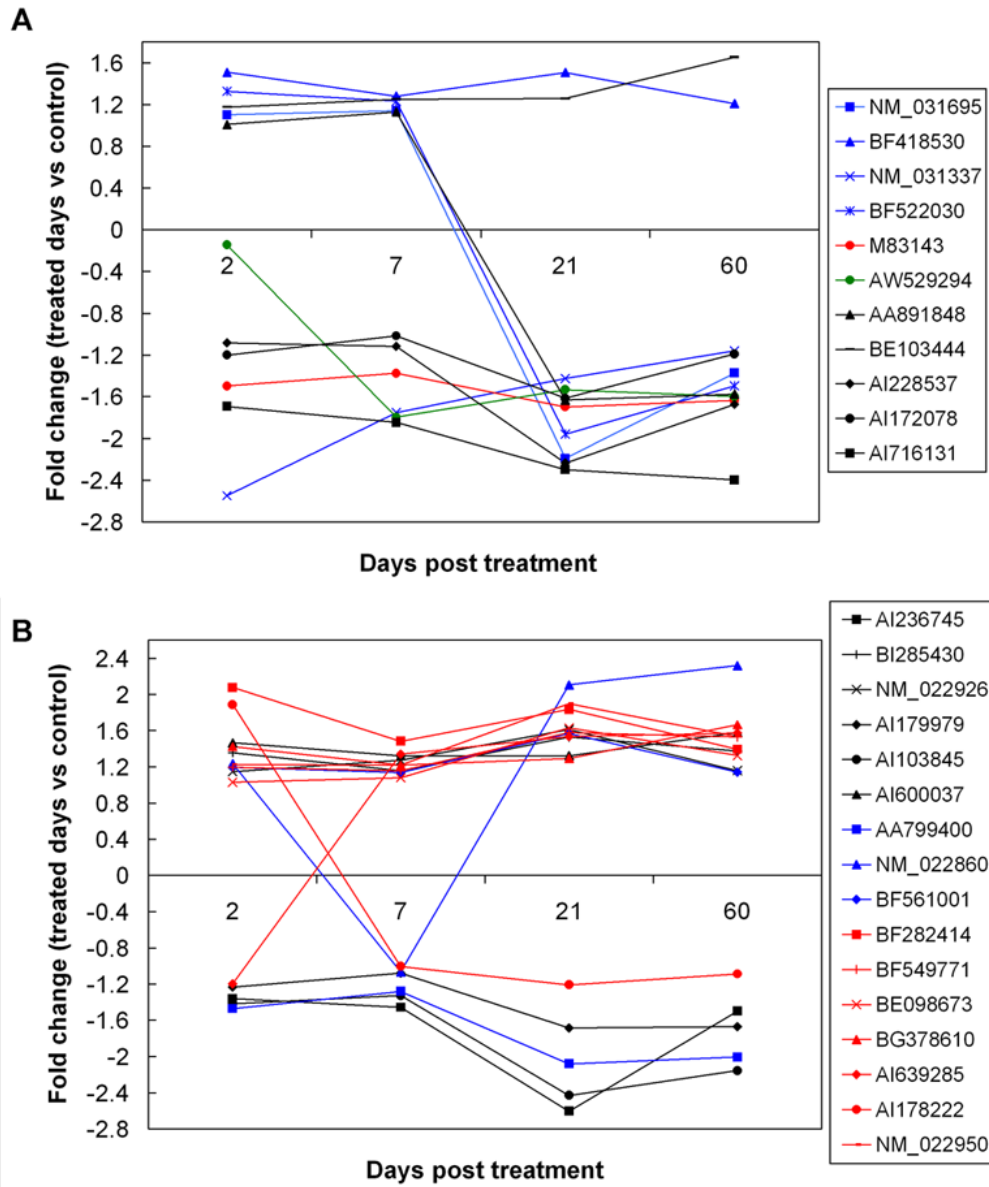 A
1.6
1.2
0.8
0.4
0
-0.4
-0.8
-1.2
-1.6
-2
-2.4
-2.8
2
7
21
60
Fold change (treated days vs control)
Days post treatment
NM_031695
BF418530
NM_031337
BF522030
M83143
AW529294
AA891848
BE103444
AI228537
AI172078
AI716131
B
2.4
2
1.6
1.2
0.8
0.4
0
-0.4
-0.8
-1.2
-1.6
-2
-2.4
-2.8
2
7
21
60
Fold change (treated days vs control)
Days post treatment
AI236745
BI285430
NM_022926
AI179979
AI103845
AI600037
AA799400
NM_022860
BF561001
BF282414
BF549771
BE098673
BG378610
AI639285
AI178222
NM_022950